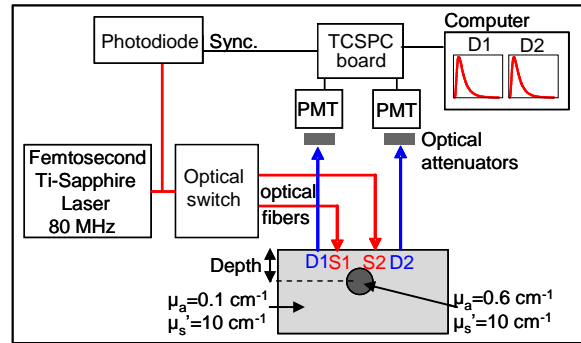 Computer
Photodiode
Sync.
TCSPC
board
D1 D2
PMT
PMT
Optical
attenuators
Femtosecond
Ti-Sapphire
Laser
80 MHz
Optical
switch
optical
fibers
Depth
D1 S1 S2 D2
μa=0.1 cm-1
μs'=10 cm-1
μa=0.6 cm-1
μs'=10 cm-1